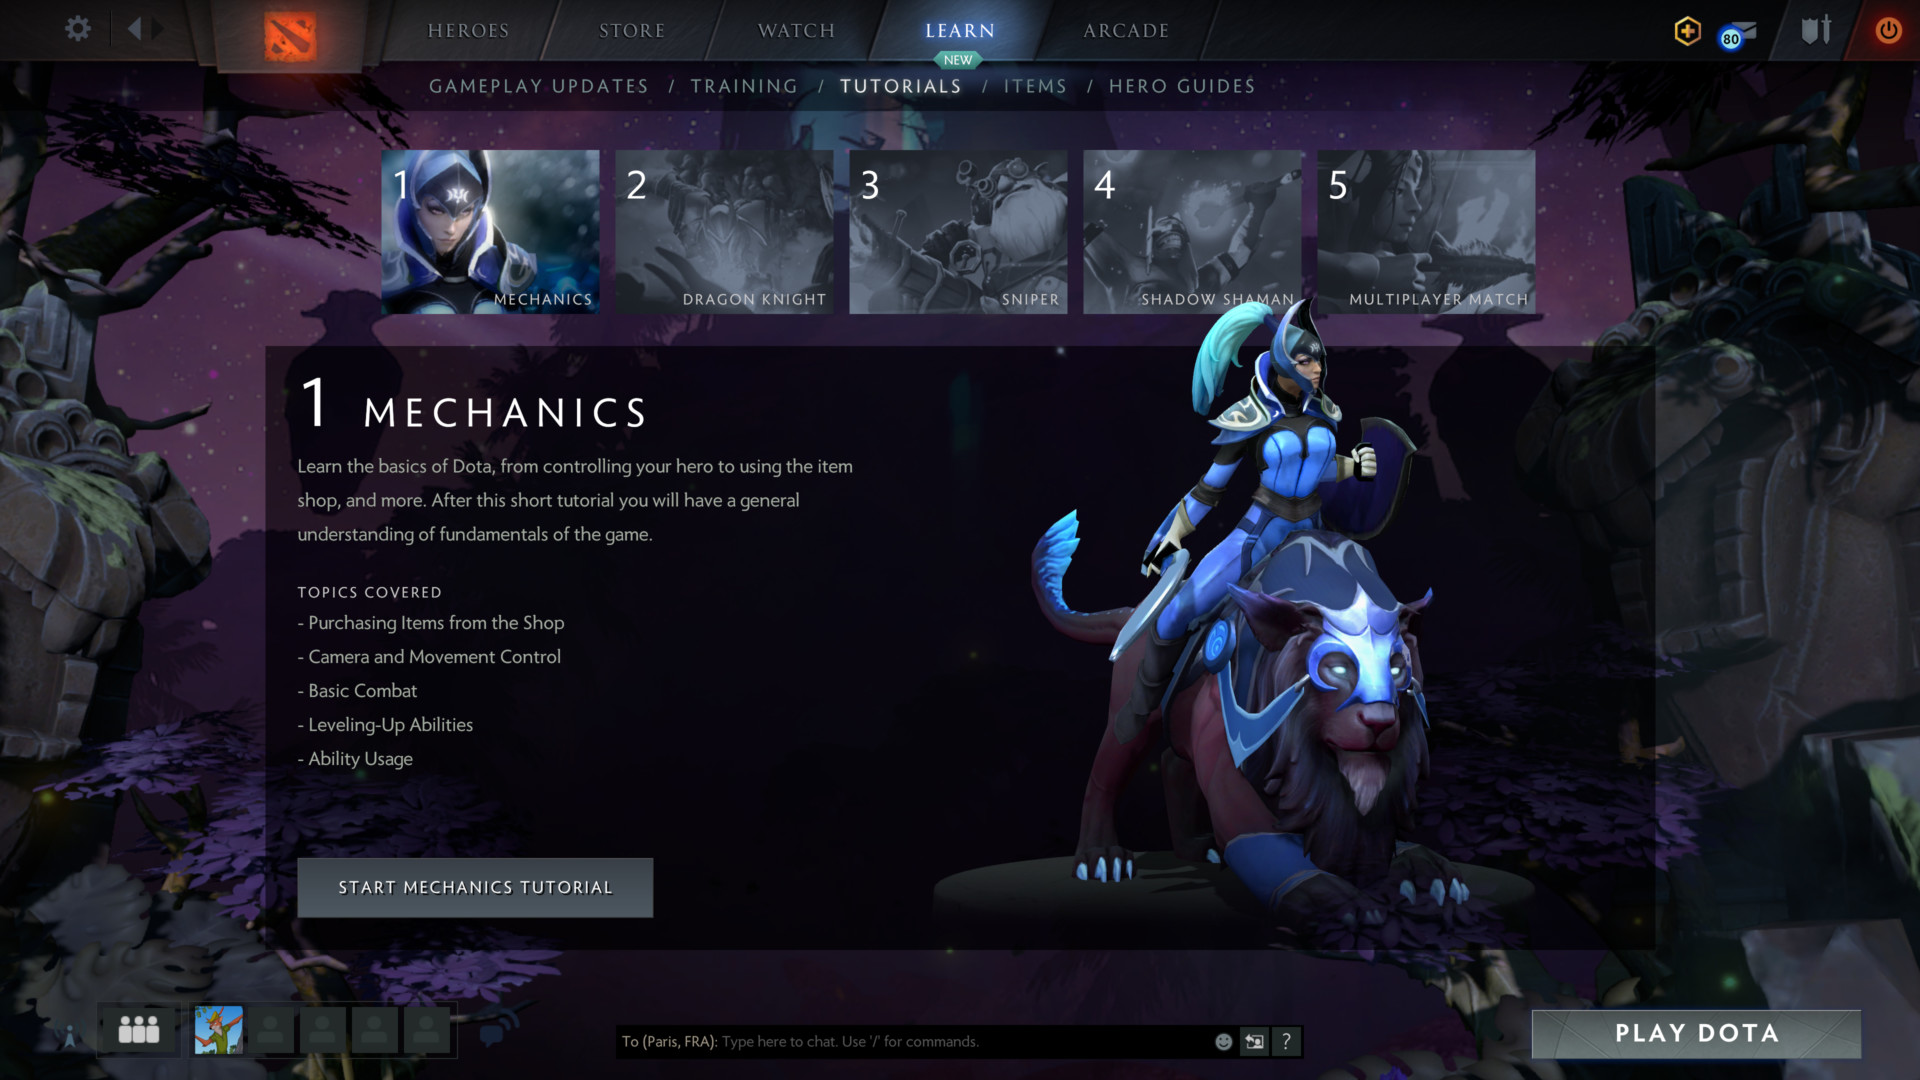 HEROES
STORE
WATCH
LEARN
ARCADE
NEW
80
GAMEPLAY UPDATES / TRAINING / TUTORIALS / ITEMS / HERO GUIDES
1
MECHANICS
2
DRAGON KNIGHT
3
SNIPER
4
SHADOW SHAMAN
5
MULTIPLAYER MATCH
1 MECHANICS
Learn the basics of Dota, from controlling your hero to using the item
shop, and more. After this short tutorial you will have a general
understanding of fundamentals of the game.
TOPICS COVERED
- Purchasing Items from the Shop
- Camera and Movement Control
- Basic Combat
- Leveling-Up Abilities
- Ability Usage
START MECHANICS TUTORIAL
To (Paris, FRA): Type here to chat. Use '/' for commands.
?
PLAY DOTA